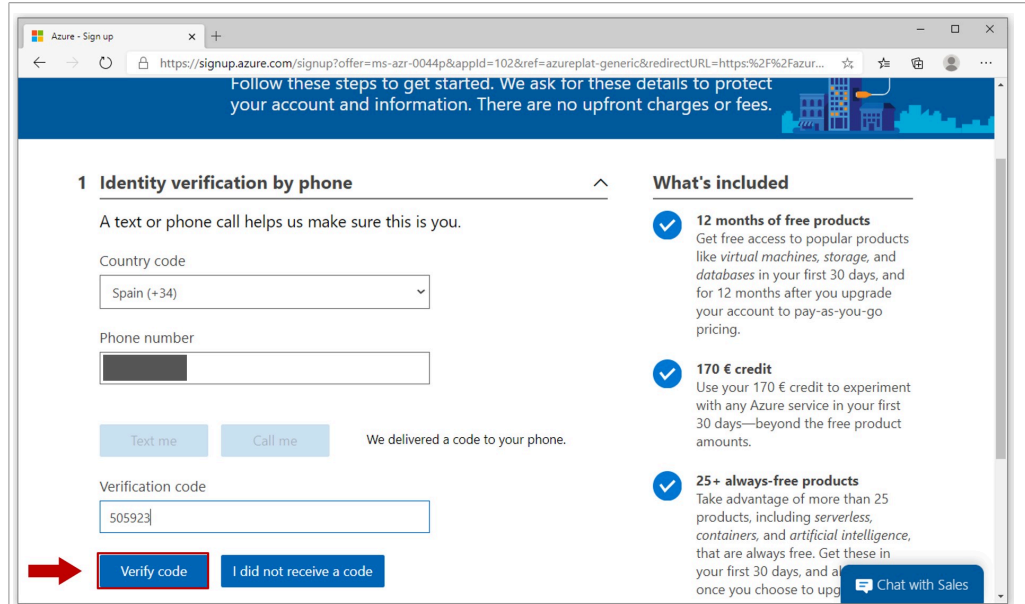 Azure - Sign up
https://signup.azure.com/signup?offer=ms-azr-0044p&appId=102&ref=azureplat-generic&redirectURL=https:%2F%2Fazur...
Follow these steps to get started. We ask for these details to protect
your account and information. There are no upfront charges or fees.
1 Identity verification by phone
A text or phone call helps us make sure this is you.
Country code
Spain (+34)
Phone number
Text me
Call me
We delivered a code to your phone.
Verification code
505923
Verify code
I did not receive a code
What's included
12 months of free products
Get free access to popular products
like virtual machines, storage, and
databases in your first 30 days, and
for 12 months after you upgrade
your account to pay-as-you-go
pricing.
170 € credit
Use your 170 € credit to experiment
with any Azure service in your first
30 days—beyond the free product
amounts.
25+ always-free products
Take advantage of more than 25
products, including serverless,
containers, and artificial intelligence,
that are always free. Get these in
your first 30 days, and
once you choose to
Chat with Sales